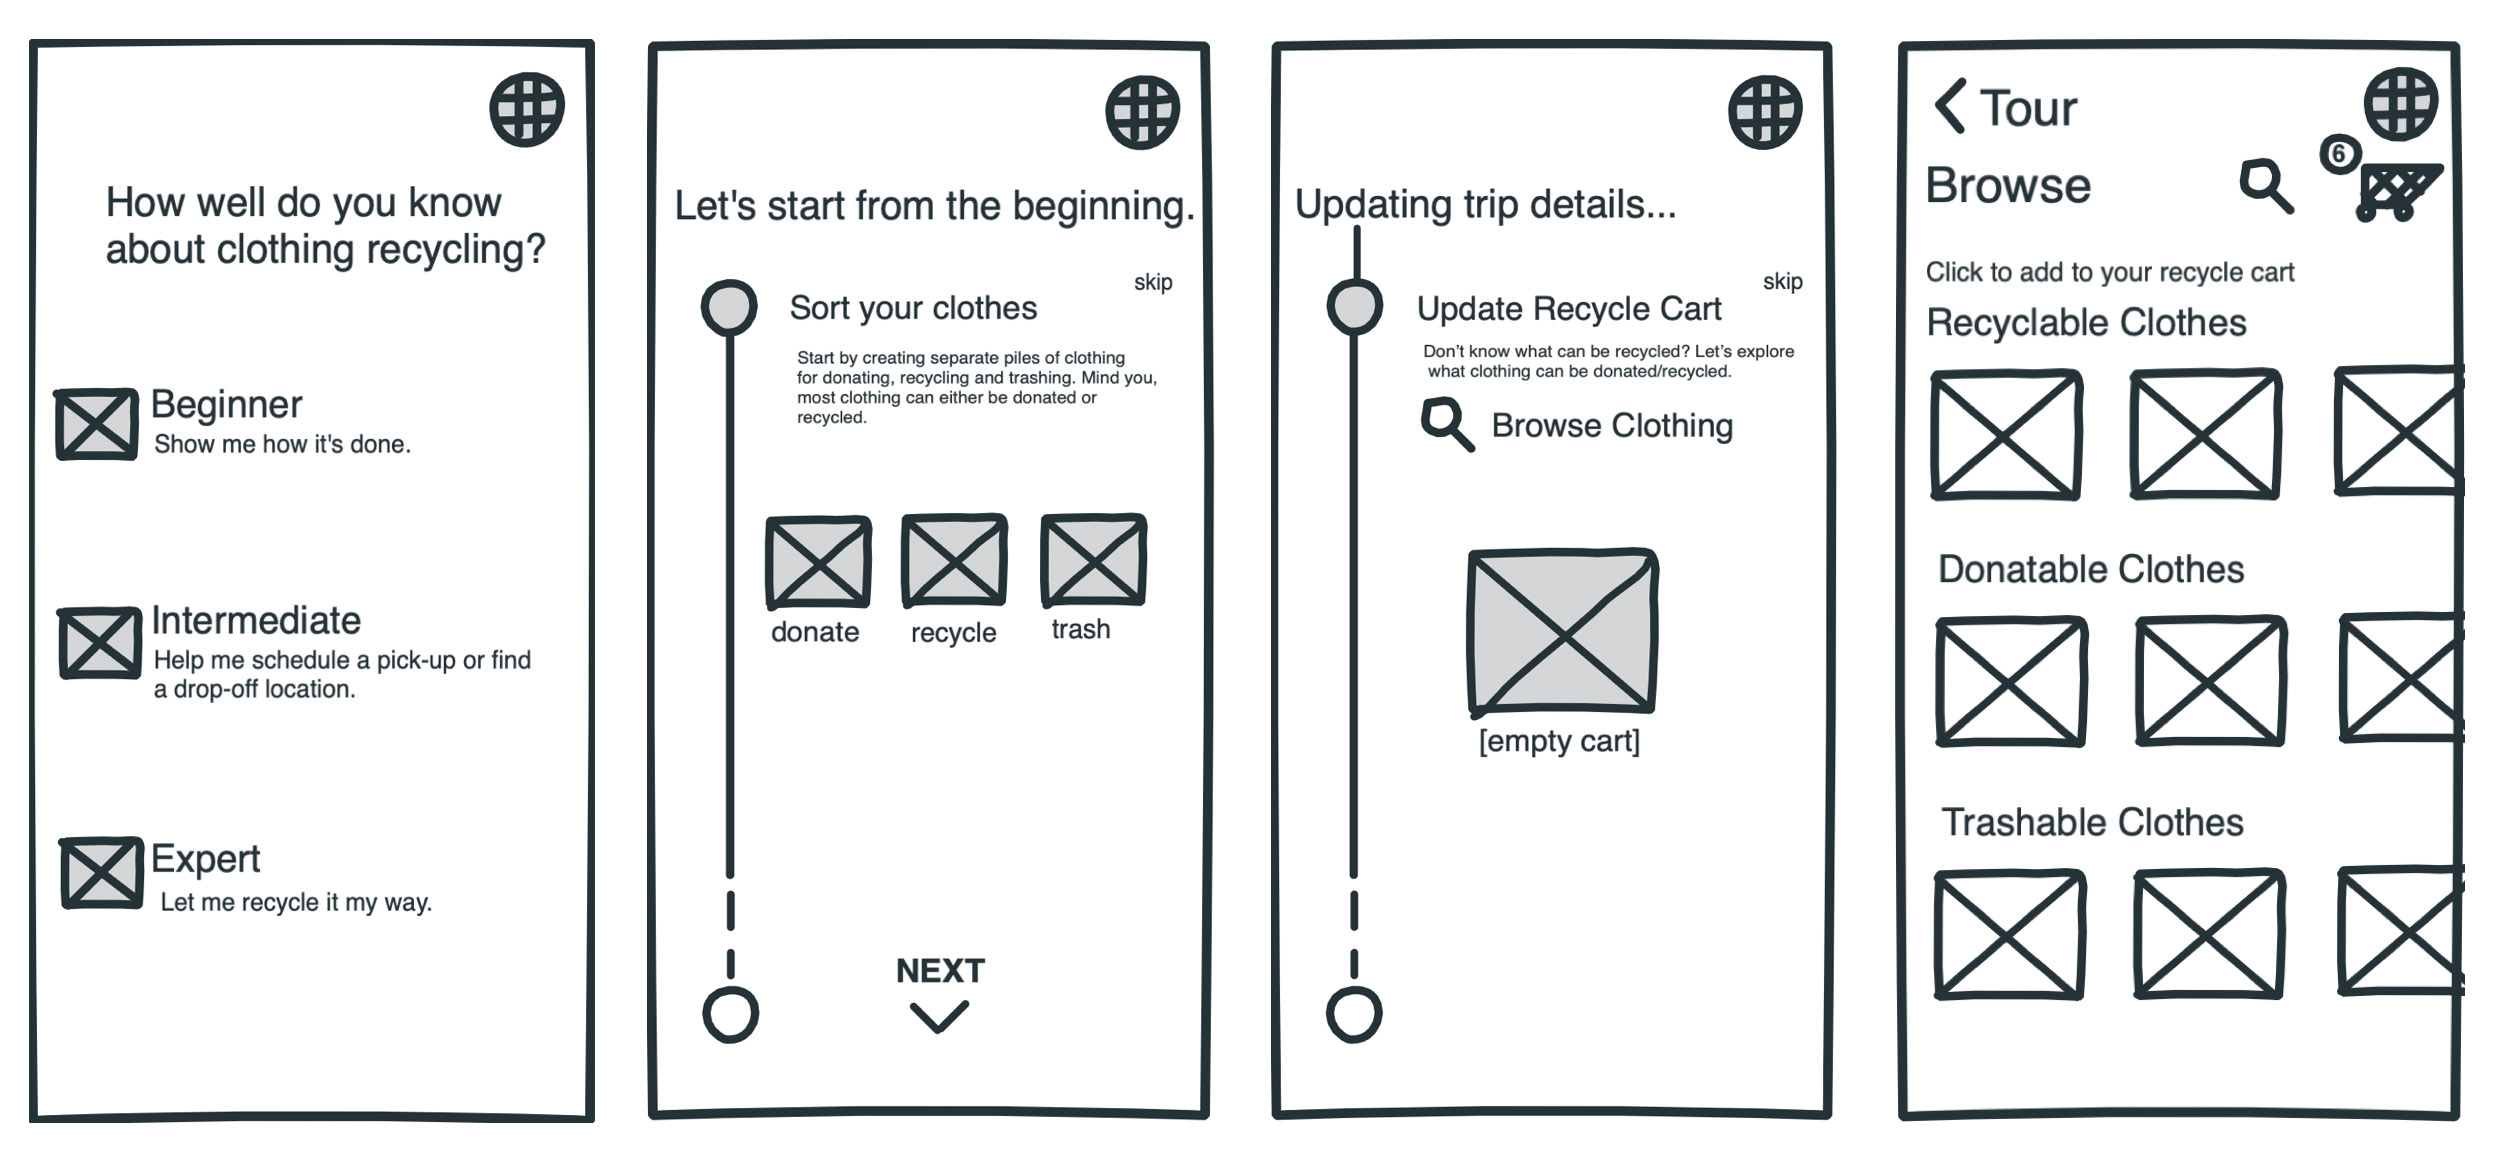 How well do you know
about clothing recycling?
Beginner
Show me how it's done.
Intermediate
Help me schedule a pick-up or find
a drop-off location.
Expert
Let me recycle it my way.
Let's start from the beginning.
skip
Sort your clothes
Start by creating separate piles of clothing
for donating, recycling and trashing. Mind you,
most clothing can either be donated or
recycled.
donate
recycle
trash
NEXT
Updating trip details...
skip
Update Recycle Cart
Don't know what can be recycled? Let's explore
what clothing can be donated/recycled.
Browse Clothing
[empty cart]
Tour
6
Browse
Click to add to your recycle cart
Recyclable Clothes
Donatable Clothes
Trashable Clothes